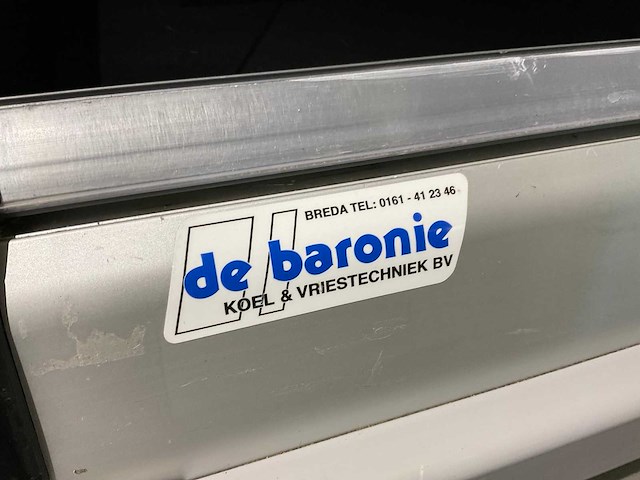 BREDA TEL: 0161 - 41 23 46
de baronie
KOEL & VRIESTECHNIEK BV